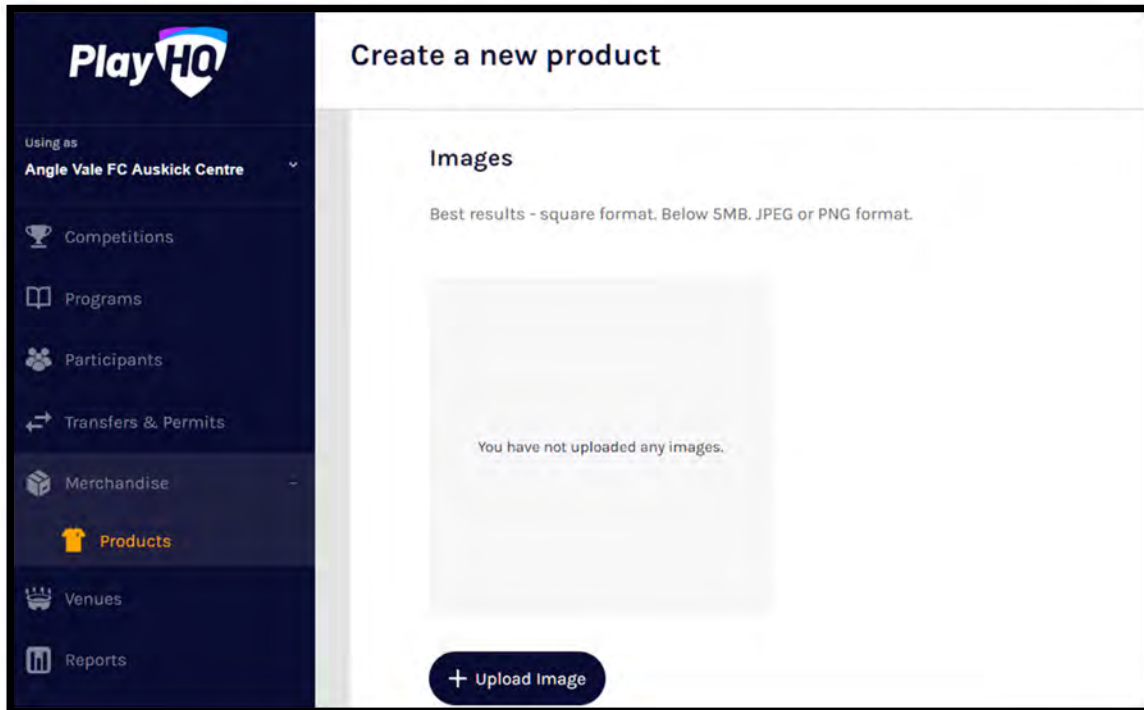 PlayHQ
Create a new product
Using as
Angle Vale FC Auskick Centre
Competitions
Programs
Participants
Transfers & Permits
Merchandise
Products
Venues
Reports
Images
Best results - square format. Below 5MB. JPEG or PNG format.
You have not uploaded any images.
+ Upload Image